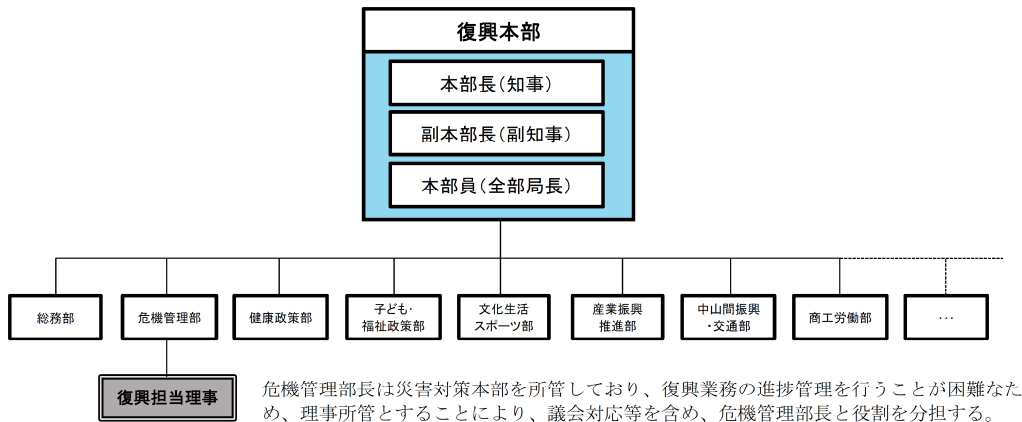 復興本部
本部長(知事)
副本部長(副知事)
本部員(全部局長)
総務部
危機管理部
健康政策部
子ども・
福祉政策部
文化生活
スポーツ部
産業振興
推進部
中山間振興
・交通部
商工労働部
・・・
復興担当理事
危機管理部長は災害対策本部を所管しており、復興業務の進捗管理を行うことが困難なた
め、理事所管とすることにより、議会対応等を含め、危機管理部長と役割を分担する。